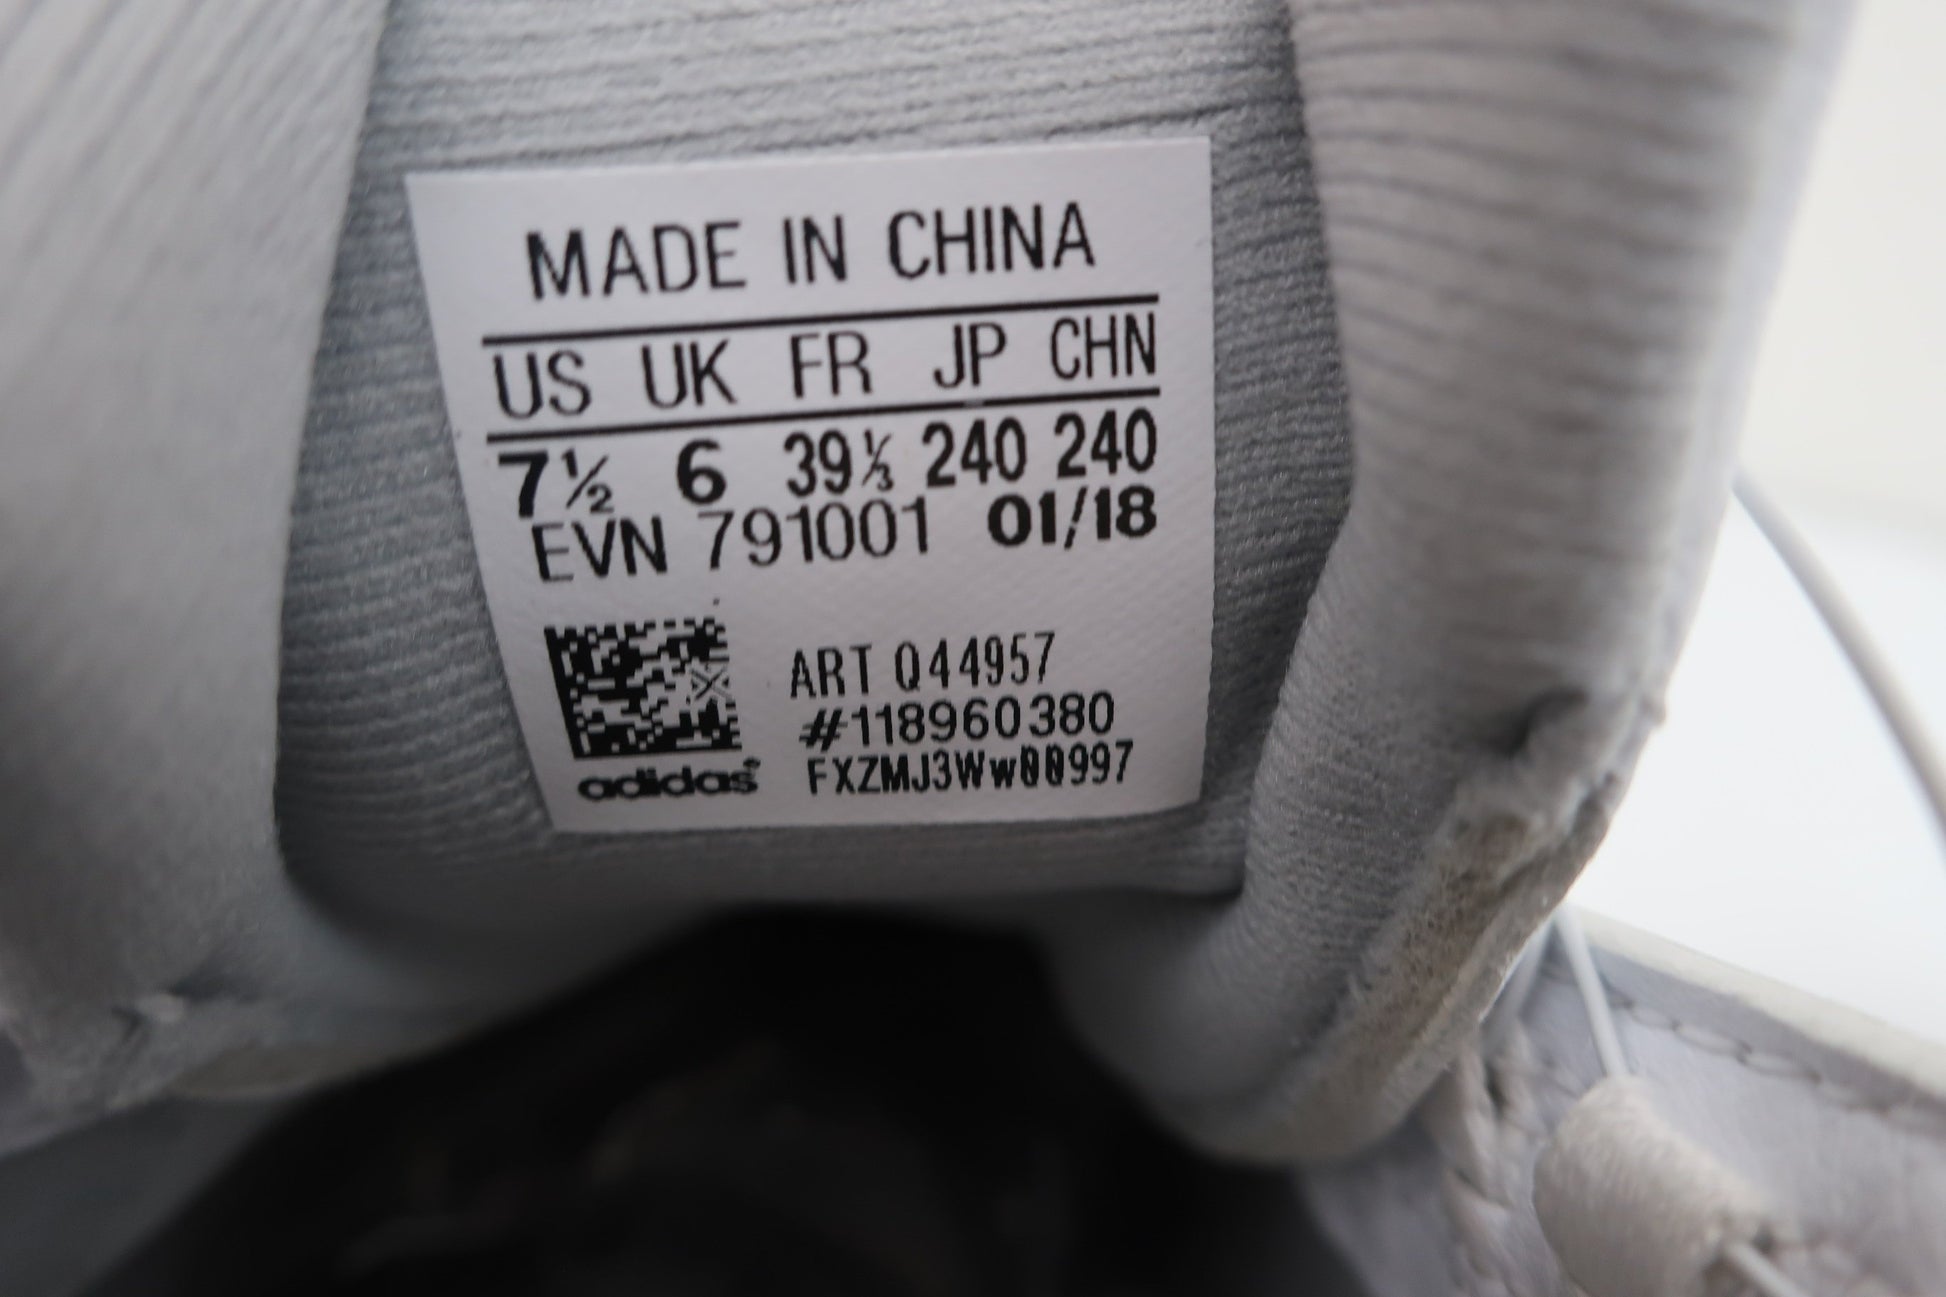 MADE IN CHINA
US UK FR JP CHN
7½ 6 39⅓ 240 240
EVN 791001 01/18
ART Q44957
#118960380
adidas FXZMJ3Ww00997